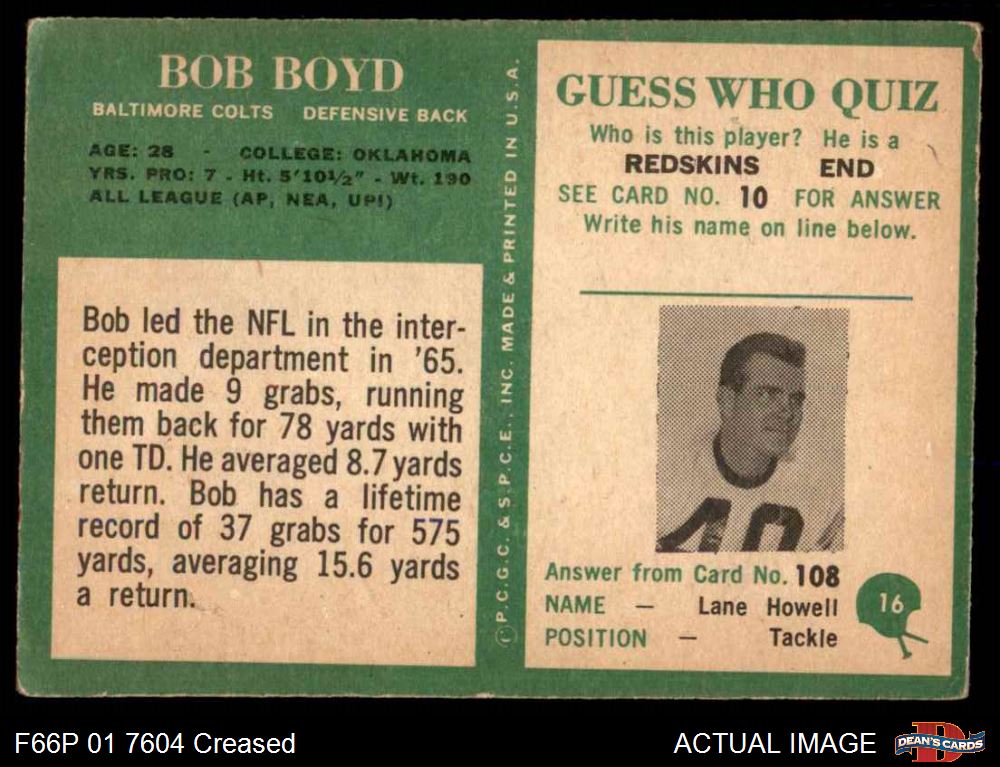 BOB BOYD
BALTIMORE COLTS DEFENSIVE BACK
AGE: 28 - COLLEGE: OKLAHOMA
YRS. PRO: 7 - Ht. 5'10½" - Wt. 190
ALL LEAGUE (AP, NEA, UPI)
Bob led the NFL in the inter-
ception department in '65.
He made 9 grabs, running
them back for 78 yards with
one TD. He averaged 8.7 yards
return. Bob has a lifetime
record of 37 grabs for 575
yards, averaging 15.6 yards
a return.
© P.C.G.C. & S.P.C.E., INC. MADE & PRINTED IN U.S.A.
GUESS WHO QUIZ
Who is this player? He is a
REDSKINS END
SEE CARD NO. 10 FOR ANSWER
Write his name on line below.
Answer from Card No. 108
NAME — Lane Howell
POSITION — Tackle
16
F66P 01 7604 Creased
ACTUAL IMAGE
DEAN'S CARDS